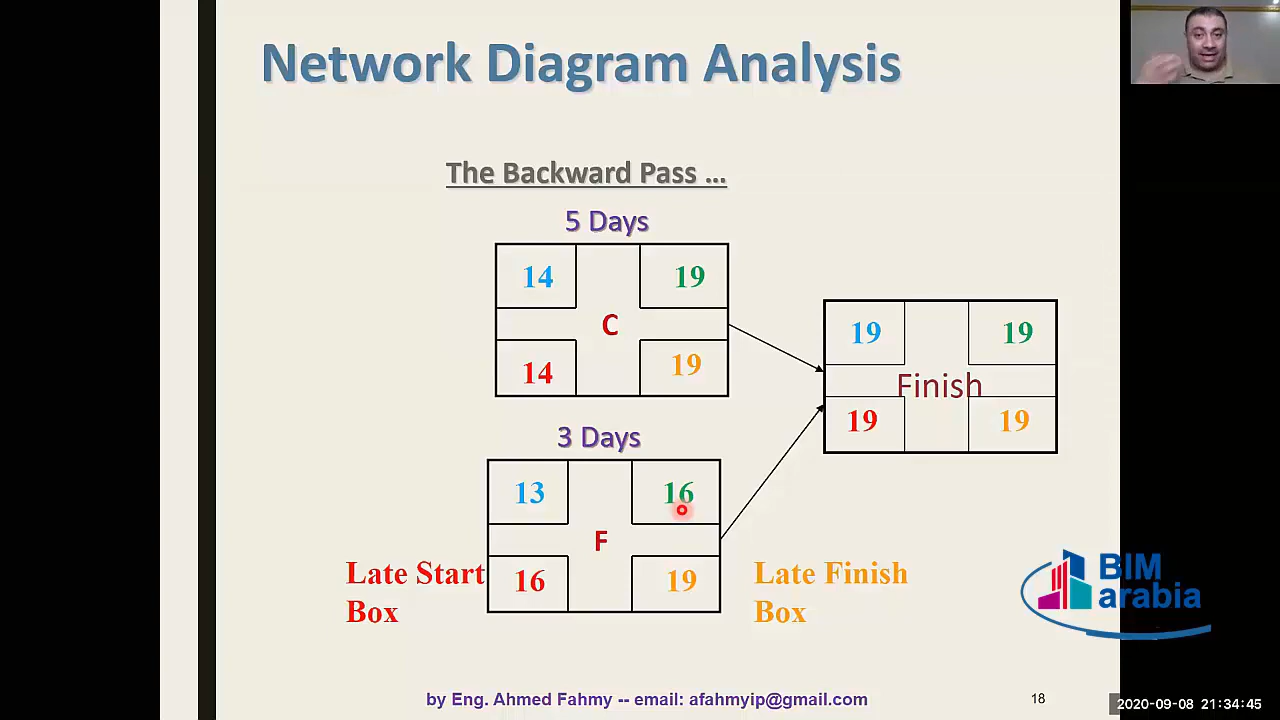 Network Diagram Analysis
The Backward Pass ...
5 Days
14 19
C
14 19
19 19
Finish
19 19
3 Days
13 16
F
Late Start
Box
16 19
Late Finish
Box
BIM
arabia
by Eng. Ahmed Fahmy -- email: afahmyip@gmail.com
18
2020-09-08 21:34:45